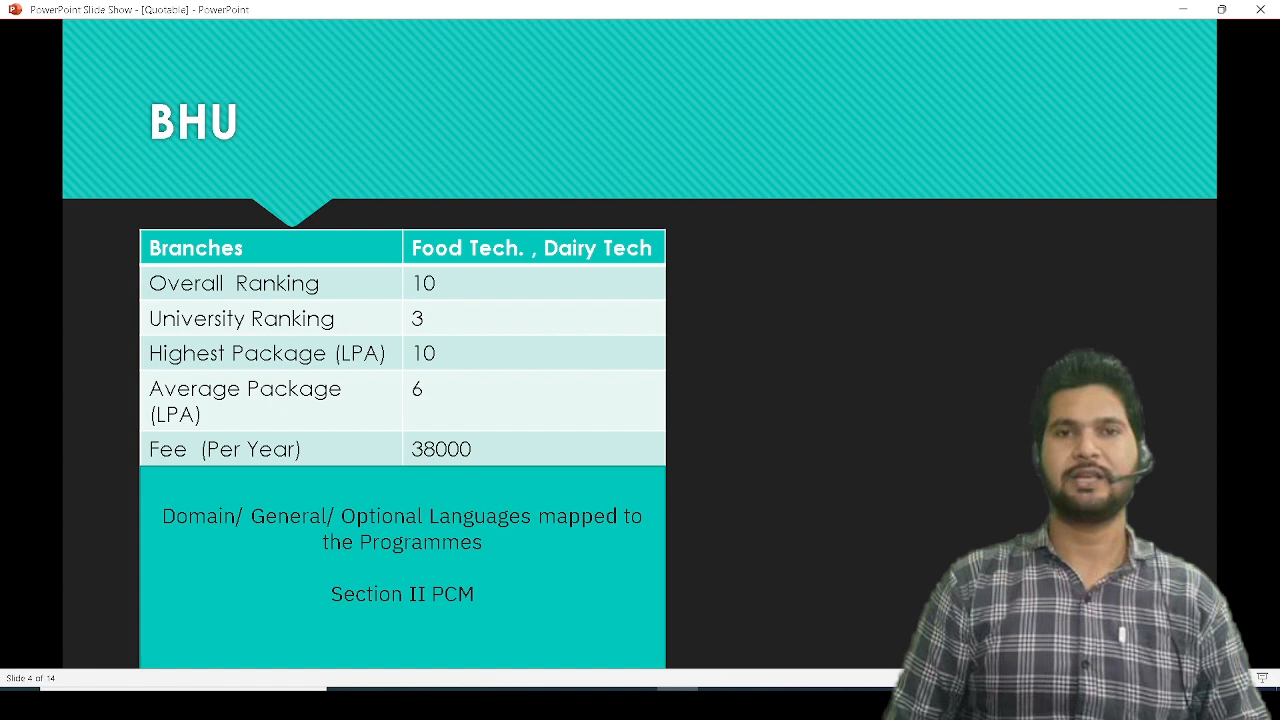 PowerPoint Slide Show - [Quotable] - PowerPoint
BHU
Branches
Food Tech. , Dairy Tech
Overall Ranking
10
University Ranking
3
Highest Package (LPA)
10
Average Package
(LPA)
6
Fee (Per Year)
38000
Domain/ General/ Optional Languages mapped to
the Programmes
Section II PCM
Slide 4 of 14